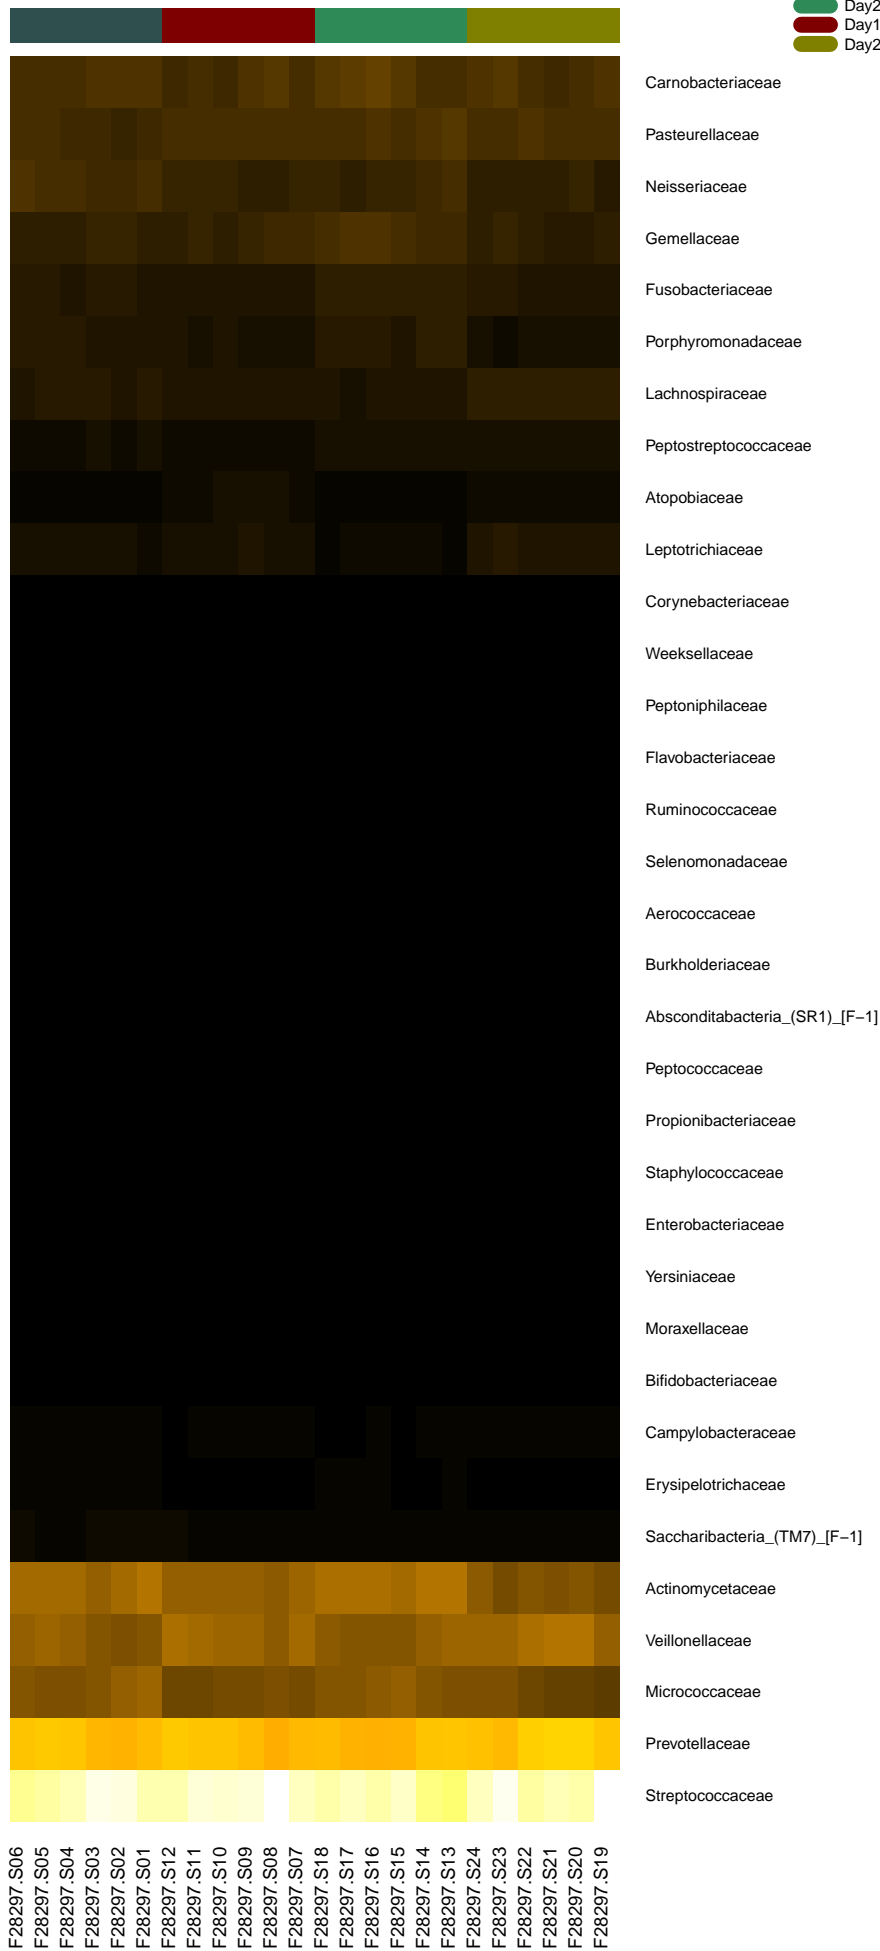 Day2
Day1
Day2
Carnobacteriaceae
Pasteurellaceae
Neisseriaceae
Gemellaceae
Fusobacteriaceae
Porphyromonadaceae
Lachnospiraceae
Peptostreptococcaceae
Atopobiaceae
Leptotrichiaceae
Corynebacteriaceae
Weeksellaceae
Peptoniphilaceae
Flavobacteriaceae
Ruminococcaceae
Selenomonadaceae
Aerococcaceae
Burkholderiaceae
Absconditabacteria_(SR1)_[F−1]
Peptococcaceae
Propionibacteriaceae
Staphylococcaceae
Enterobacteriaceae
Yersiniaceae
Moraxellaceae
Bifidobacteriaceae
Campylobacteraceae
Erysipelotrichaceae
Saccharibacteria_(TM7)_[F−1]
Actinomycetaceae
Veillonellaceae
Micrococcaceae
Prevotellaceae
Streptococcaceae
F28297.S06
F28297.S05
F28297.S04
F28297.S03
F28297.S02
F28297.S01
F28297.S12
F28297.S11
F28297.S10
F28297.S09
F28297.S08
F28297.S07
F28297.S18
F28297.S17
F28297.S16
F28297.S15
F28297.S14
F28297.S13
F28297.S24
F28297.S23
F28297.S22
F28297.S21
F28297.S20
F28297.S19